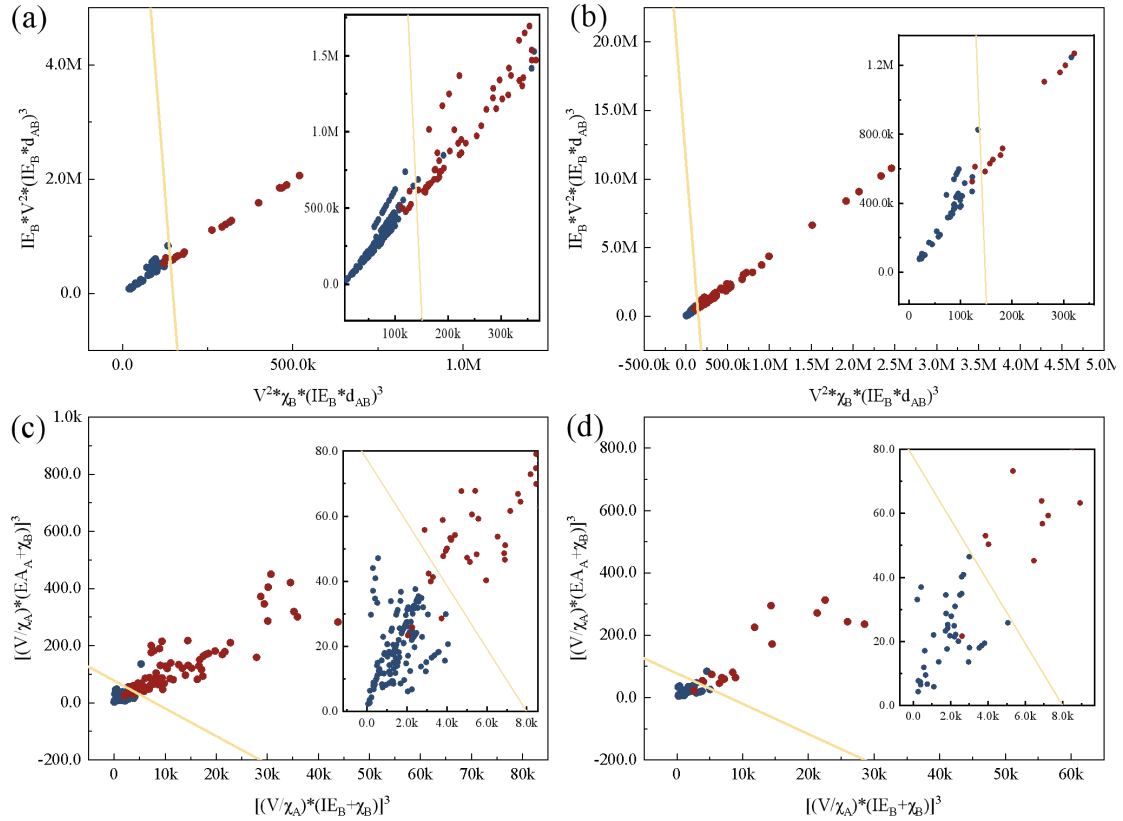 (a)
4.0M
2.0M
0.0
0.0
500.0k
1.0M
IE_B*V²*(IE_B*d_AB)³
V²*χ_B*(IE_B*d_AB)³
1.5M
1.0M
500.0k
0.0
100k
200k
300k
(b)
20.0M
15.0M
10.0M
5.0M
0.0
-500.0k
0.0
500.0k
1.0M
1.5M
2.0M
2.5M
3.0M
3.5M
4.0M
4.5M
5.0M
IE_B*V²*(IE_B*d_AB)³
V²*χ_B*(IE_B*d_AB)³
1.2M
800.0k
400.0k
0.0
0
100k
200k
300k
(c)
1.0k
800.0
600.0
400.0
200.0
0.0
-200.0
0
10k
20k
30k
40k
50k
60k
70k
80k
[(V/χ_A)*(EA_A+χ_B)]³
[(V/χ_A)*(IE_B+χ_B)]³
80.0
60.0
40.0
20.0
0.0
0.0
2.0k
4.0k
6.0k
8.0k
(d)
800.0
600.0
400.0
200.0
0.0
-200.0
0
10k
20k
30k
40k
50k
60k
[(V/χ_A)*(EA_A+χ_B)]³
[(V/χ_A)*(IE_B+χ_B)]³
80.0
60.0
40.0
20.0
0.0
0.0
2.0k
4.0k
6.0k
8.0k